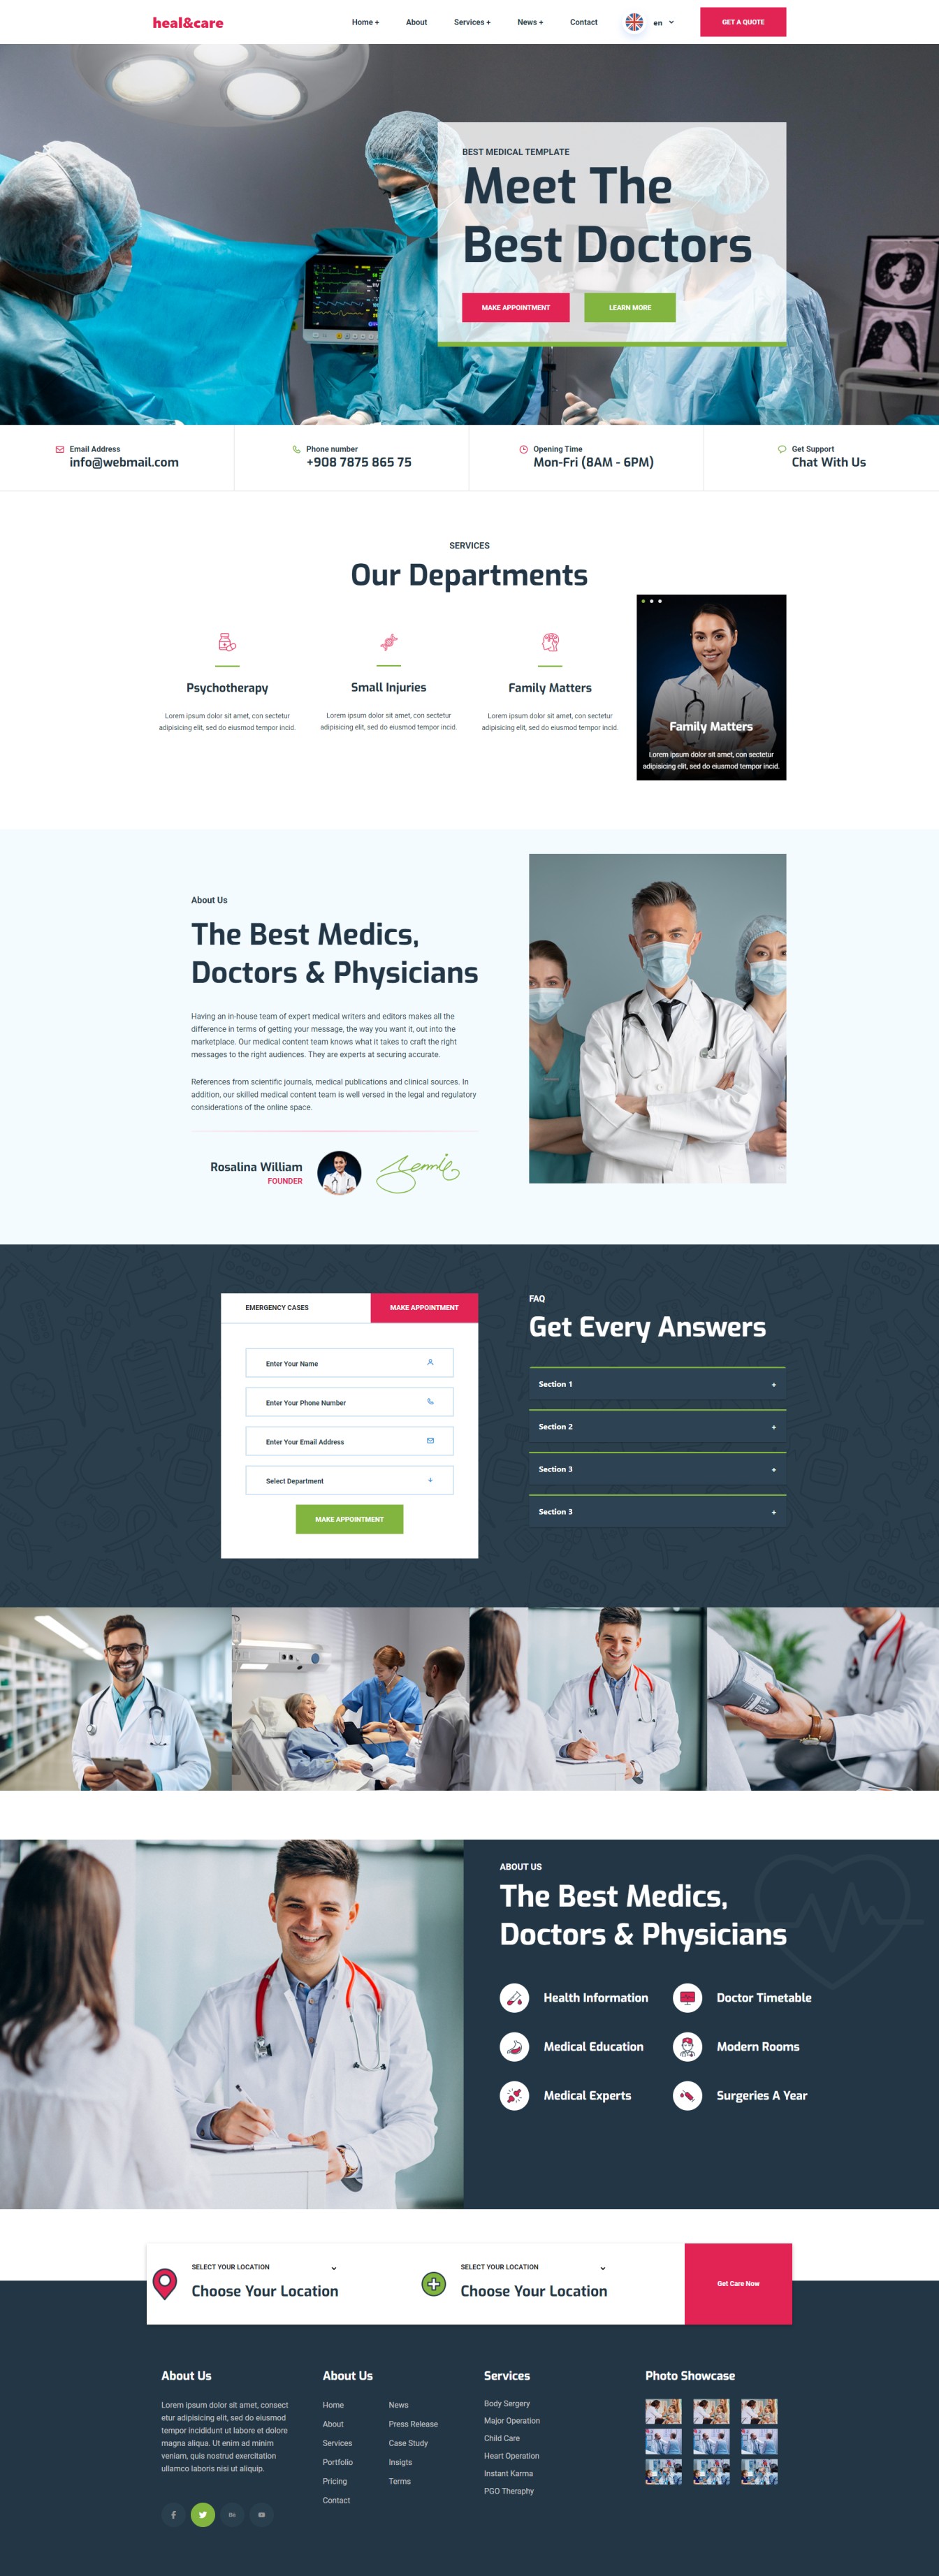 heal&care
Home +
About
Services +
News +
Contact
en
GET A QUOTE
BEST MEDICAL TEMPLATE
Meet The
Best Doctors
MAKE APPOINTMENT
LEARN MORE
Email Address
info@webmail.com
Phone number
+908 7875 865 75
Opening Time
Mon-Fri (8AM - 6PM)
Get Support
Chat With Us
SERVICES
Our Departments
Psychotherapy
Lorem ipsum dolor sit amet, con sectetur
adipisicing elit, sed do eiusmod tempor incid.
Small Injuries
Lorem ipsum dolor sit amet, con sectetur
adipisicing elit, sed do eiusmod tempor incid.
Family Matters
Lorem ipsum dolor sit amet, con sectetur
adipisicing elit, sed do eiusmod tempor incid.
Family Matters
Lorem ipsum dolor sit amet, con sectetur
adipisicing elit, sed do eiusmod tempor incid.
About Us
The Best Medics,
Doctors & Physicians
Having an in-house team of expert medical writers and editors makes all the
difference in terms of getting your message, the way you want it, out into the
marketplace. Our medical content team knows what it takes to craft the right
messages to the right audiences. They are experts at securing accurate.
References from scientific journals, medical publications and clinical sources. In
addition, our skilled medical content team is well versed in the legal and regulatory
considerations of the online space.
Rosalina William
FOUNDER
EMERGENCY CASES
MAKE APPOINTMENT
Enter Your Name
Enter Your Phone Number
Enter Your Email Address
Select Department
MAKE APPOINTMENT
FAQ
Get Every Answers
Section 1 +
Section 2 +
Section 3 +
Section 3 +
ABOUT US
The Best Medics,
Doctors & Physicians
Health Information
Doctor Timetable
Medical Education
Modern Rooms
Medical Experts
Surgeries A Year
SELECT YOUR LOCATION
Choose Your Location
SELECT YOUR LOCATION
Choose Your Location
Get Care Now
About Us
Lorem ipsum dolor sit amet, consect
etur adipisicing elit, sed do eiusmod
tempor incididunt ut labore et dolore
magna aliqua. Ut enim ad minim
veniam, quis nostrud exercitation
ullamco laboris nisi ut aliquip.
About Us
Home
About
Services
Portfolio
Pricing
Contact
News
Press Release
Case Study
Insigts
Terms
Services
Body Sergery
Major Operation
Child Care
Heart Operation
Instant Karma
PGO Theraphy
Photo Showcase